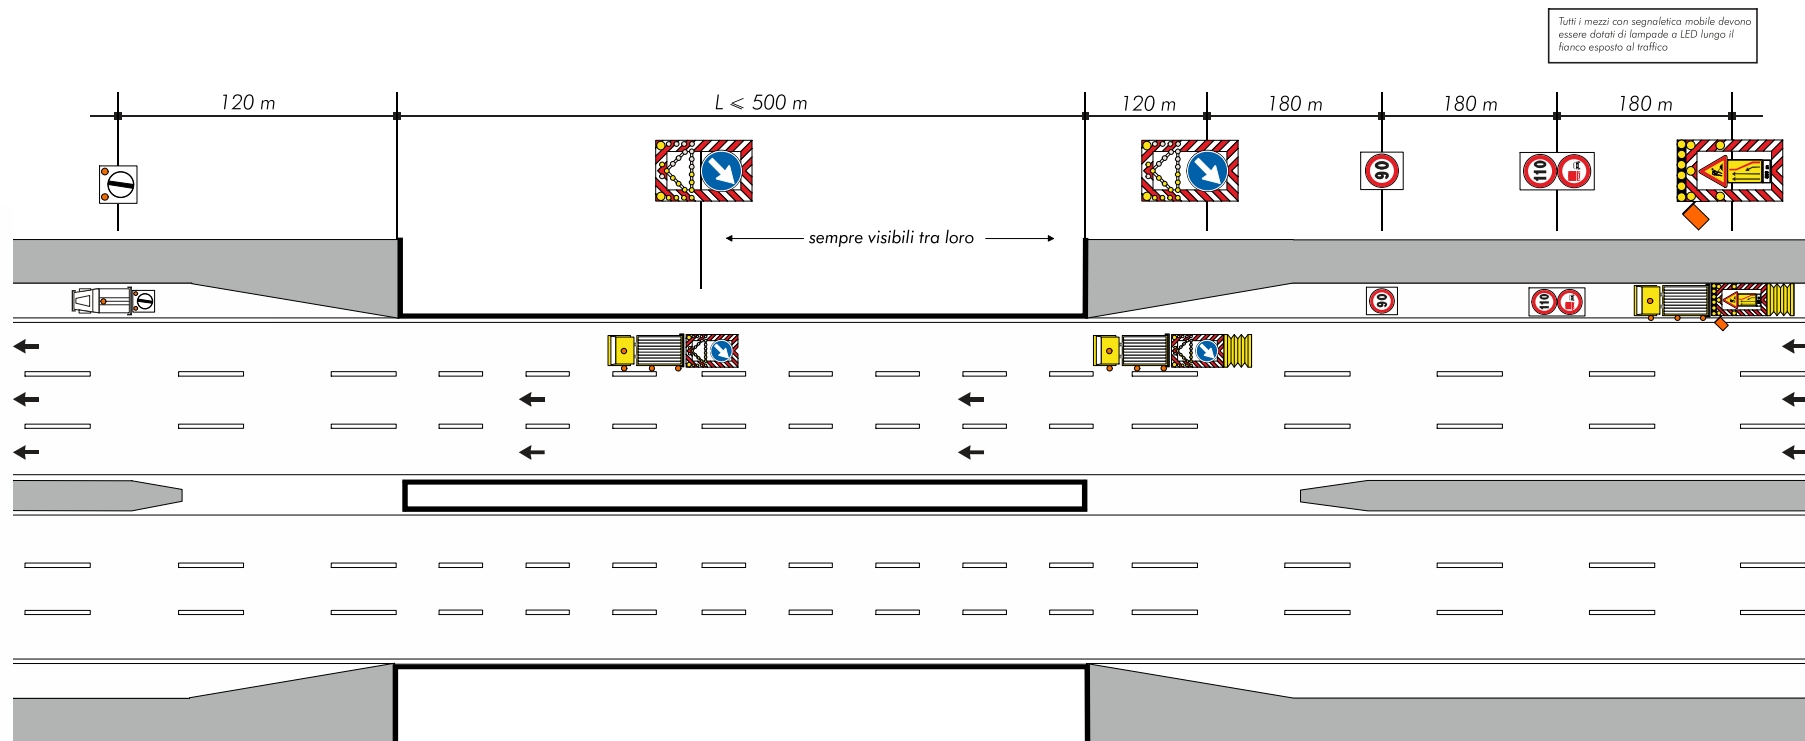 Tutti i mezzi con segnaletica mobile devono
essere dotati di lampade a LED lungo il
fianco esposto al traffico
120 m
L ⩽ 500 m
120 m
180 m
180 m
180 m
90
110
sempre visibili tra loro
90
110